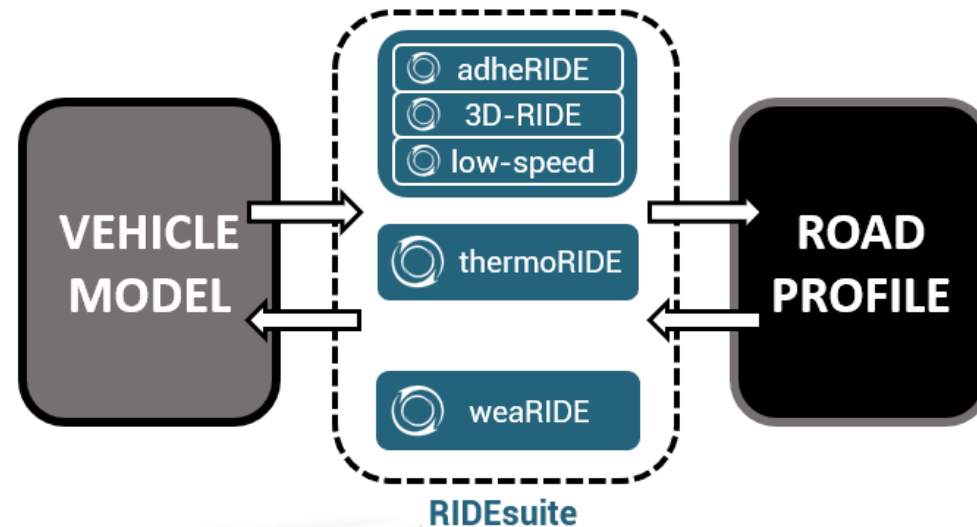 VEHICLE
MODEL
adheRIDE
3D-RIDE
low-speed
thermoRIDE
weaRIDE
RIDEsuite
ROAD
PROFILE